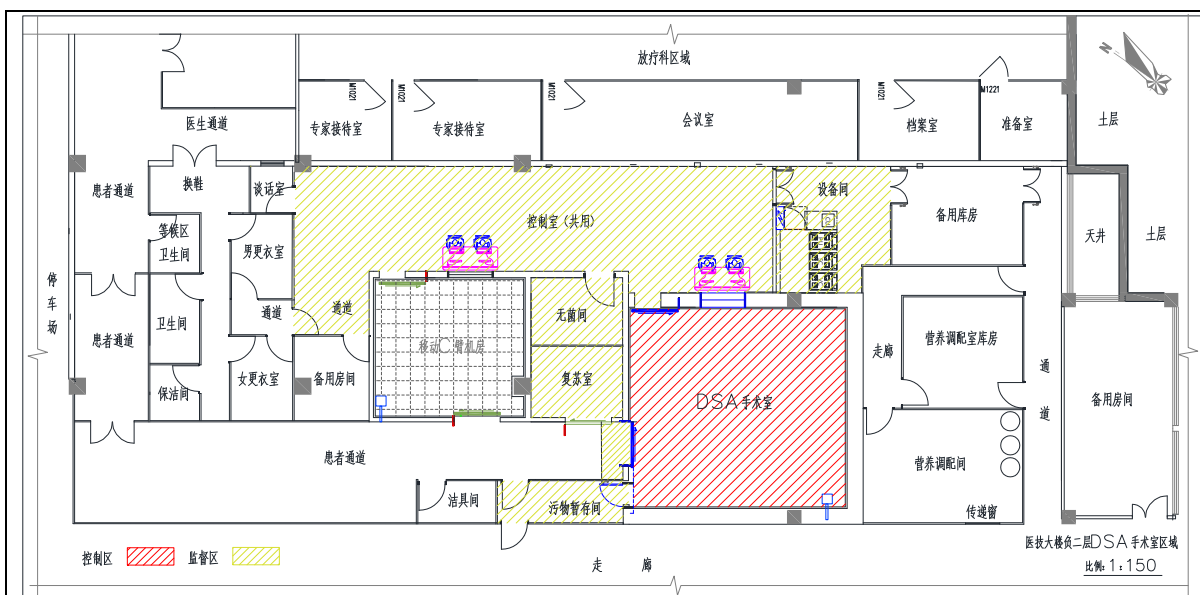 放疗科区域
N
M1021
M1021
M1021
M1021
M1221
专家接待室
专家接待室
会议室
档案室
准备室
土层
医生通道
患者通道
换鞋
谈话室
控制室（共用）
设备间
备用库房
天井
土层
等候区
卫生间
男更衣室
停车场
患者通道
卫生间
通道
通道
无菌间
移动C臂机房
走廊
营养调配室库房
通道
保洁间
女更衣室
备用房间
复苏室
DSA手术室
备用房间
患者通道
营养调配间
洁具间
污物暂存间
传递窗
医技大楼负二层DSA手术室区域
比例：1：150
控制区
监督区
走廊